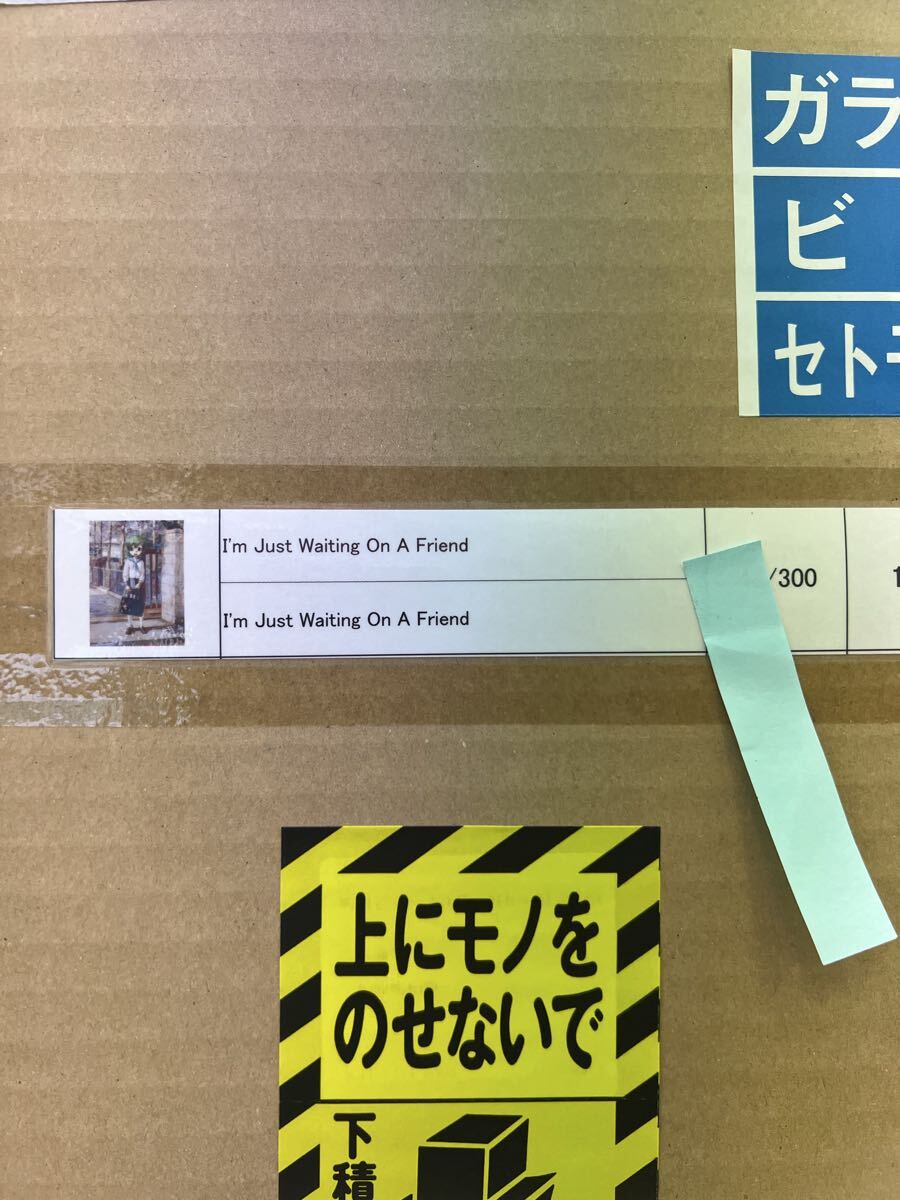 ガラ
ビ
セト
I'm Just Waiting On A Friend
/300
I'm Just Waiting On A Friend
上にモノを
のせないで
下積